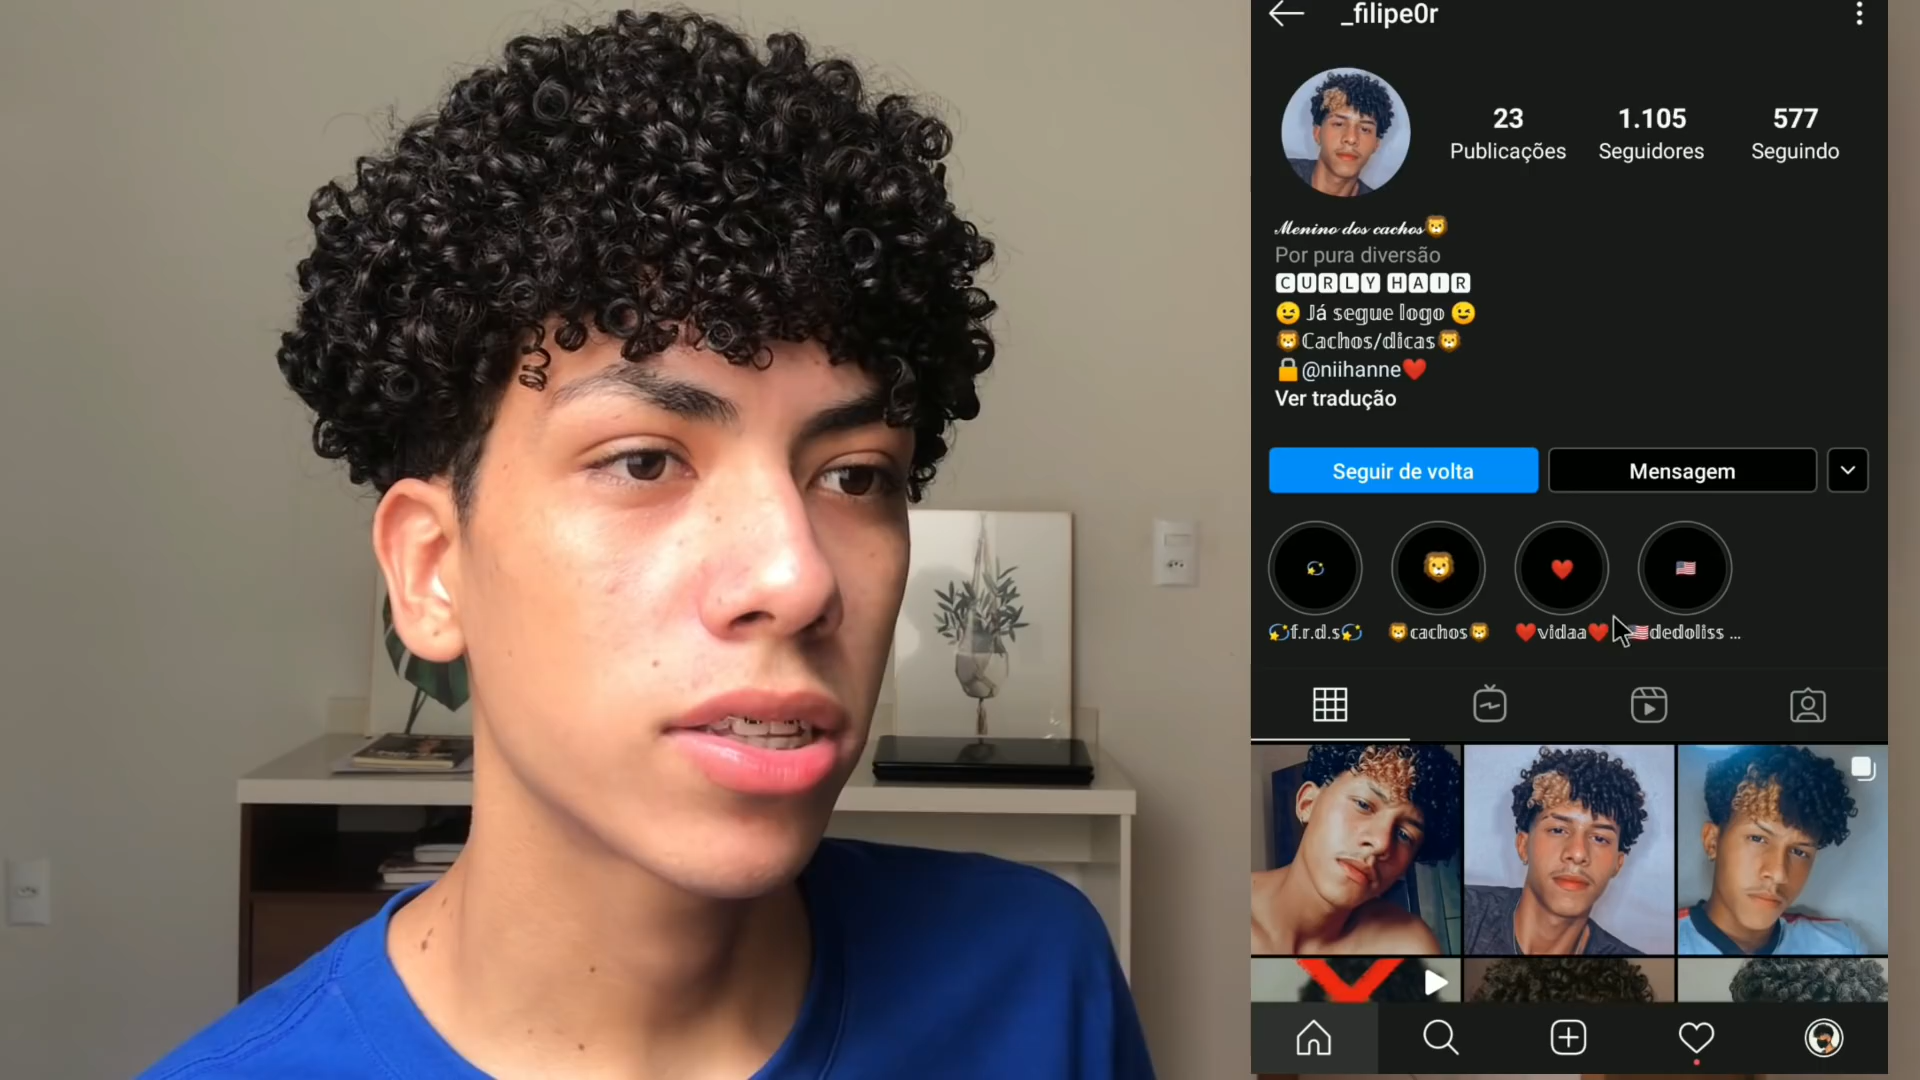 _filipe0r
23
1.105
577
Publicações
Seguidores
Seguindo
Menino dos cachos🦁
Por pura diversão
CURLY HAIR
😉 Já segue logo 😉
🦁Cachos/dicas🦁
🔒@niihanne❤️
Ver tradução
Seguir de volta
Mensagem
💫f.r.d.s💫
🦁cachos🦁
❤️vidaa❤️
🇺🇸dedoliss ...